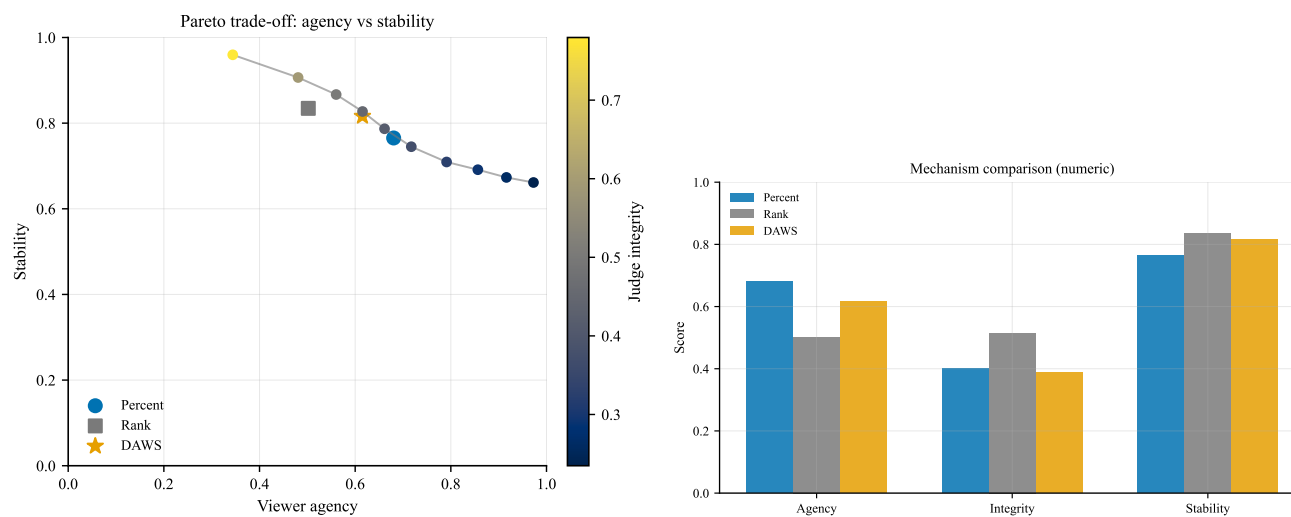 Pareto trade-off: agency vs stability
1.0
0.8
0.6
0.4
0.2
0.0
Stability
0.0
0.2
0.4
0.6
0.8
1.0
Viewer agency
Percent
Rank
DAWS
0.7
0.6
0.5
0.4
0.3
Judge integrity
Mechanism comparison (numeric)
1.0
0.8
0.6
0.4
0.2
0.0
Score
Percent
Rank
DAWS
Agency
Integrity
Stability